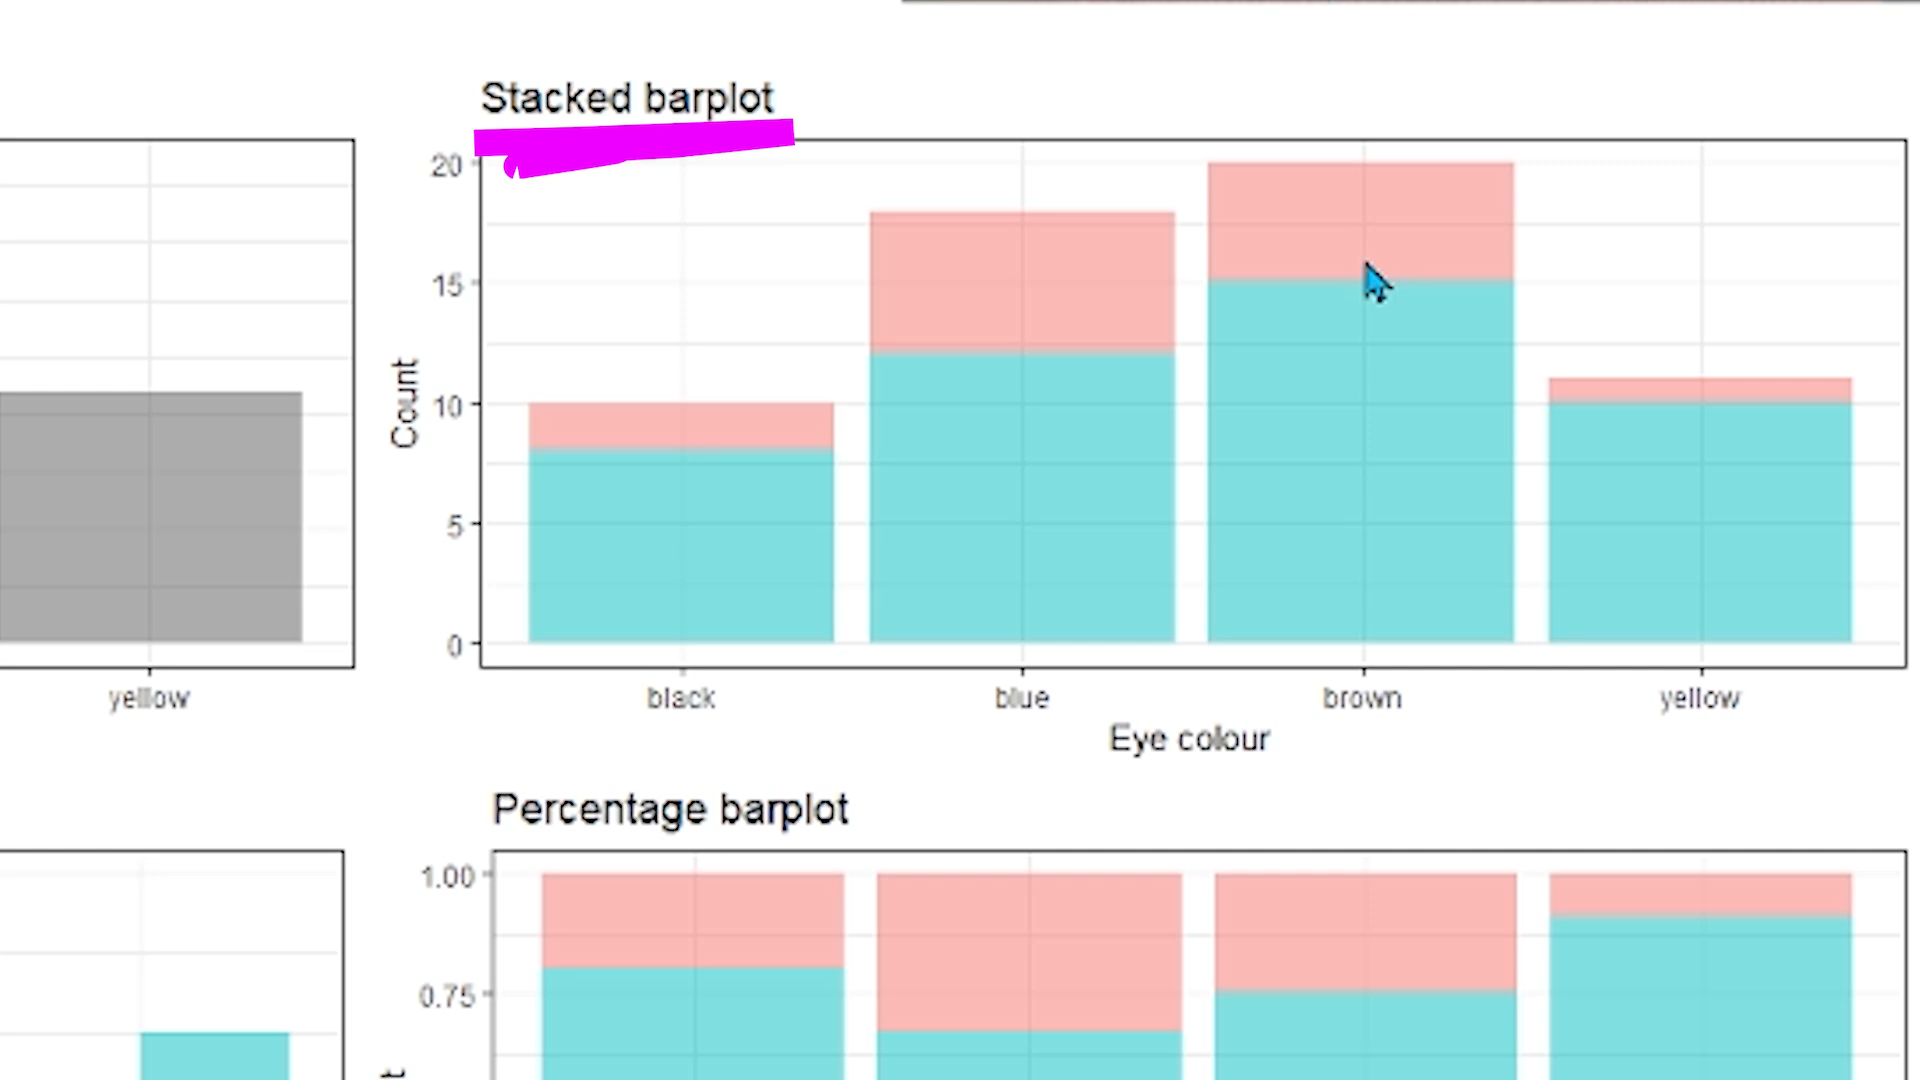 Stacked barplot
20
15
10
5
0
Count
yellow
black
blue
brown
yellow
Eye colour
Percentage barplot
1.00
0.75